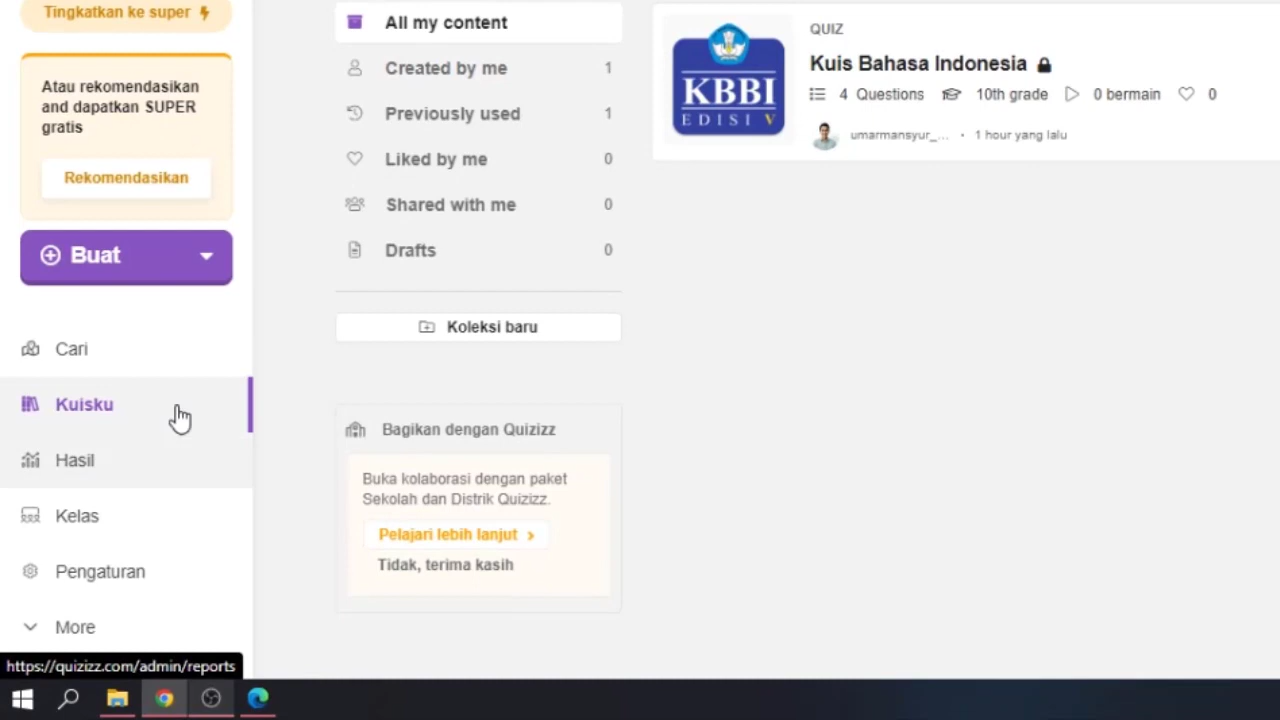 Tingkatkan ke super
Atau rekomendasikan
and dapatkan SUPER
gratis
Rekomendasikan
Buat
Cari
Kuisku
Hasil
Kelas
Pengaturan
More
https://quizizz.com/admin/reports
All my content
Created by me 1
Previously used 1
Liked by me 0
Shared with me 0
Drafts 0
Koleksi baru
Bagikan dengan Quizizz
Buka kolaborasi dengan paket
Sekolah dan Distrik Quizizz.
Pelajari lebih lanjut >
Tidak, terima kasih
KBBI
EDISI V
QUIZ
Kuis Bahasa Indonesia
4 Questions 10th grade 0 bermain 0
umarmansyur_... • 1 hour yang lalu